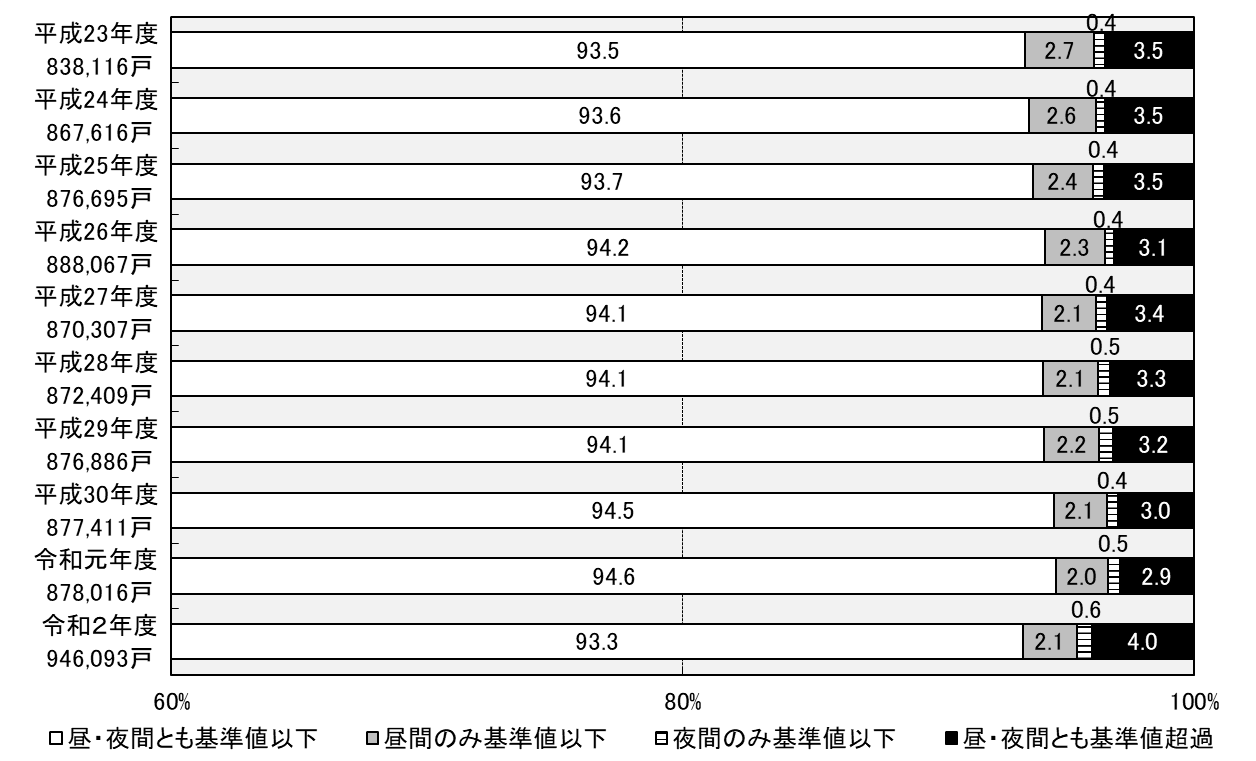 0.4
平成23年度
93.5 2.7 3.5
838,116戸
0.4
平成24年度
93.6 2.6 3.5
867,616戸
0.4
平成25年度
93.7 2.4 3.5
876,695戸
0.4
平成26年度
94.2 2.3 3.1
888,067戸
0.4
平成27年度
94.1 2.1 3.4
870,307戸
0.5
平成28年度
94.1 2.1 3.3
872,409戸
0.5
平成29年度
94.1 2.2 3.2
876,886戸
0.4
平成30年度
94.5 2.1 3.0
877,411戸
0.5
令和元年度
94.6 2.0 2.9
878,016戸
0.6
令和２年度
93.3 2.1 4.0
946,093戸
60% 80% 100%
昼・夜間とも基準値以下 昼間のみ基準値以下 夜間のみ基準値以下 昼・夜間とも基準値超過